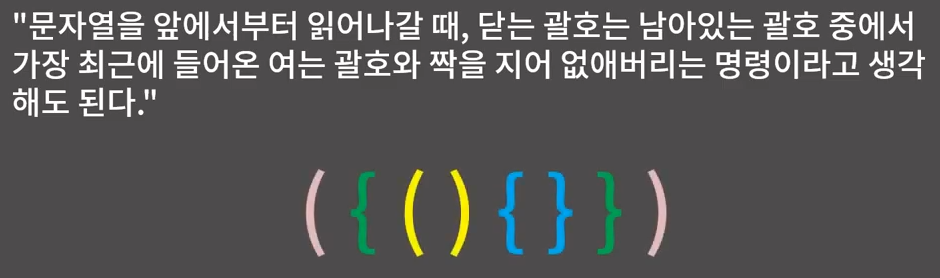 "문자열을 앞에서부터 읽어나갈 때, 닫는 괄호는 남아있는 괄호 중에서
가장 최근에 들어온 여는 괄호와 짝을 지어 없애버리는 명령이라고 생각
해도 된다."
( { ( ) { } } )